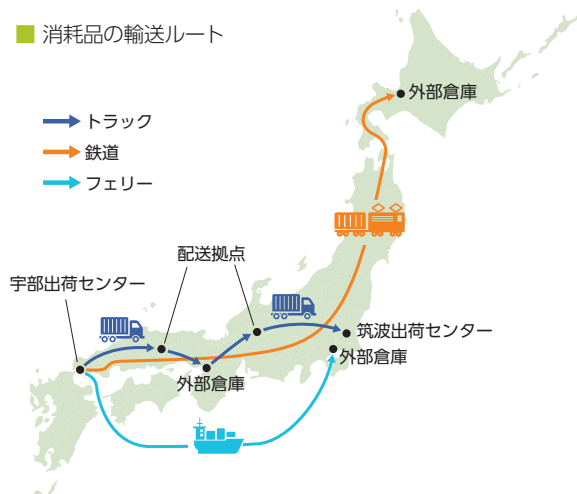 消耗品の輸送ルート
外部倉庫
トラック
鉄道
フェリー
配送拠点
宇部出荷センター
筑波出荷センター
外部倉庫
外部倉庫